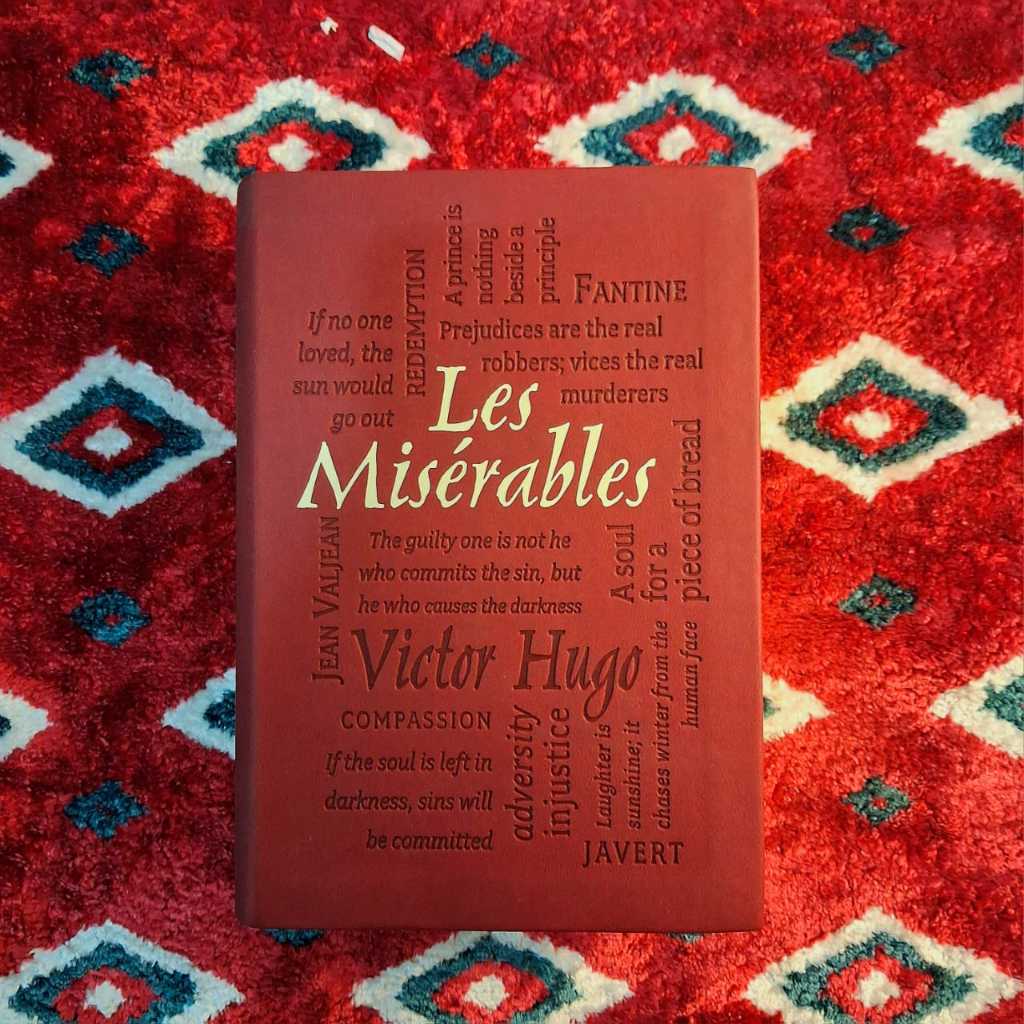 A prince is
nothing
beside a
principle
FANTINE
REDEMPTION
If no one
loved, the
sun would
go out
Prejudices are the real
robbers; vices the real
murderers
Les
Misérables
piece of bread
for a
A soul
JEAN VALJEAN
The guilty one is not he
who commits the sin, but
he who causes the darkness
Victor Hugo
COMPASSION
If the soul is left in
darkness, sins will
be committed
adversity
injustice
Laughter is
sunshine; it
chases winter from the
human face
JAVERT